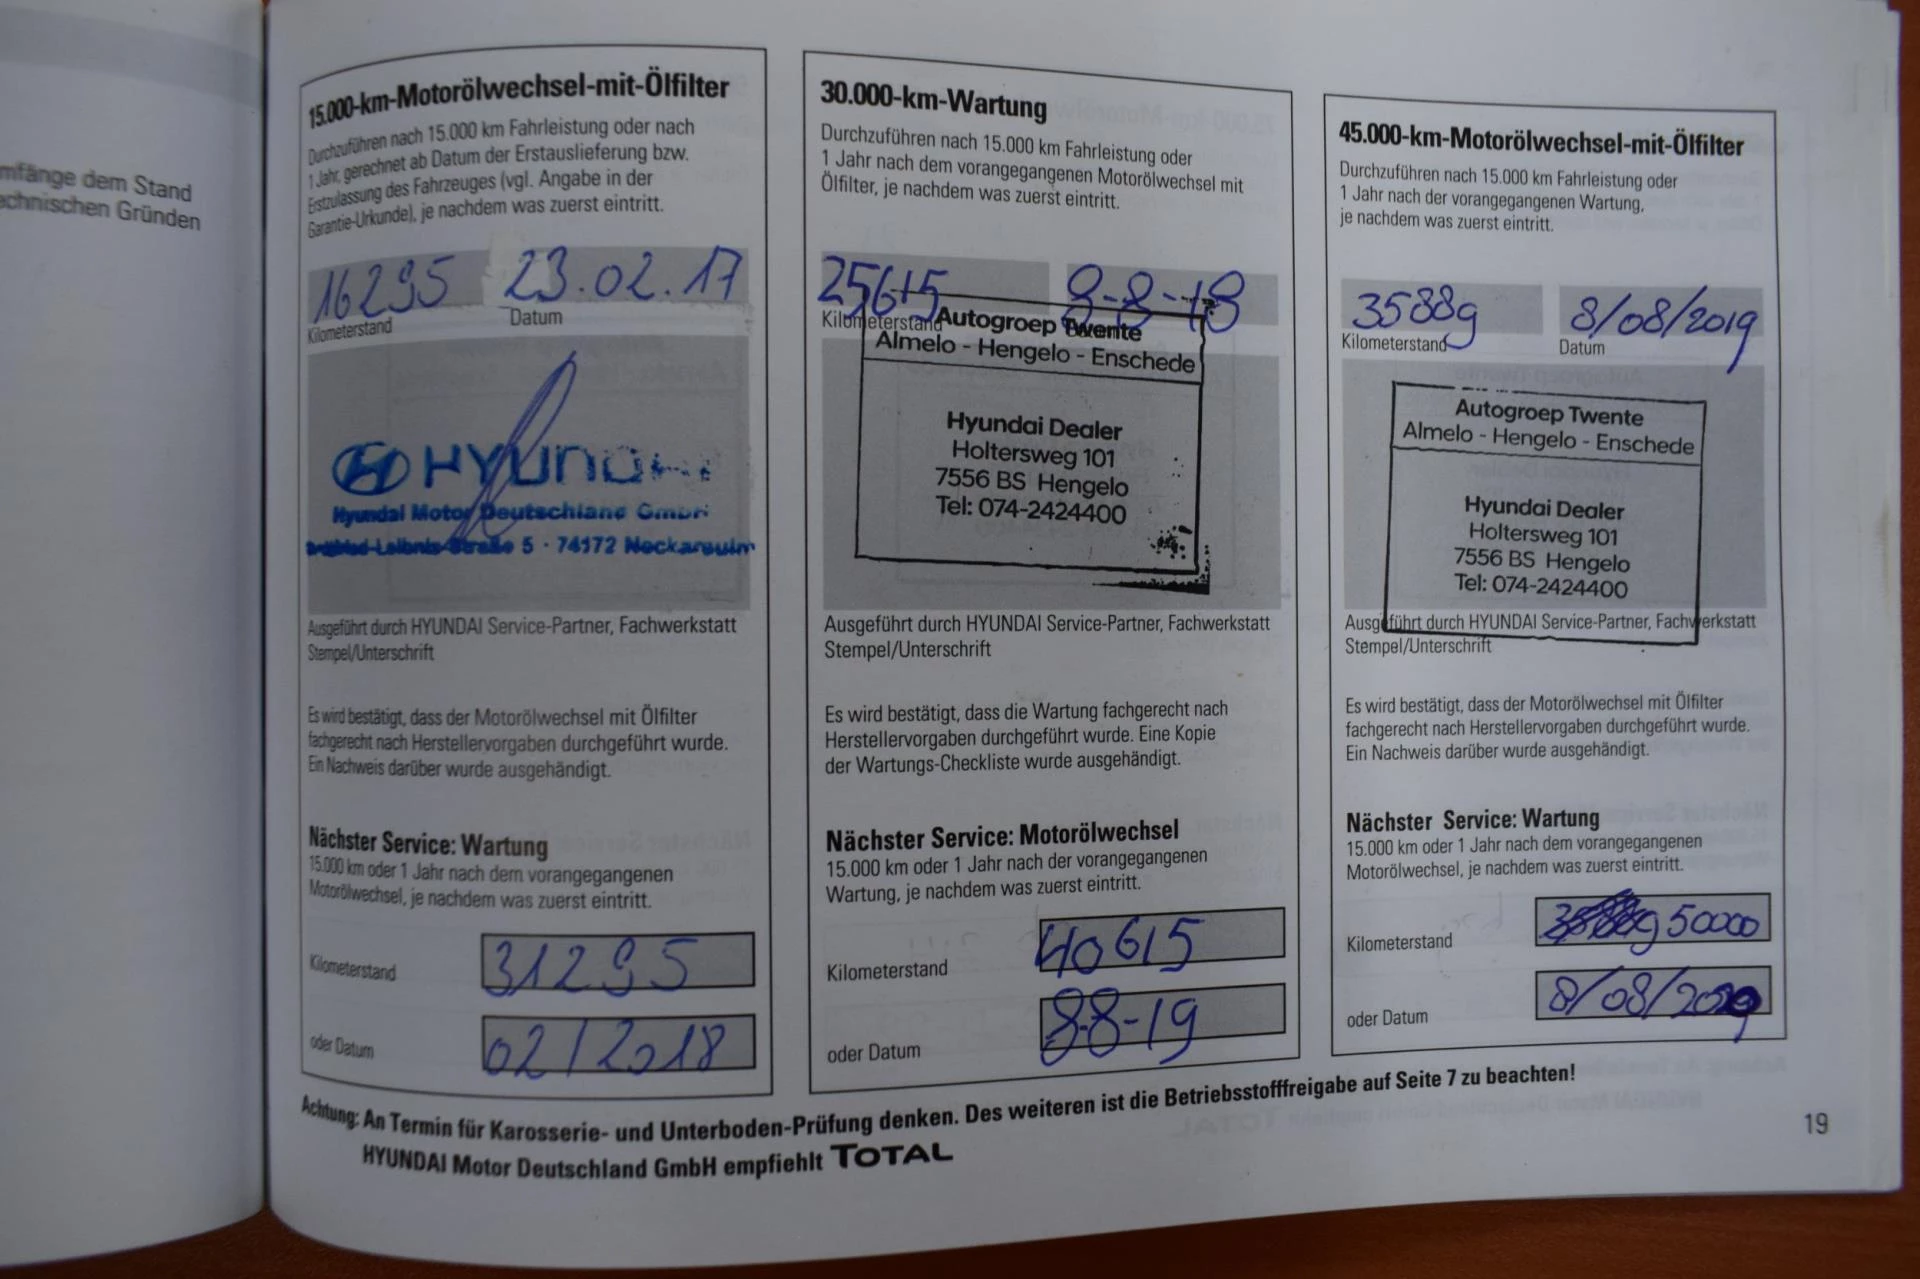 mfänge dem Stand
echnischen Gründen
15.000-km-Motorölwechsel-mit-Ölfilter
Durchzuführen nach 15.000 km Fahrleistung oder nach
1 Jahr, gerechnet ab Datum der Erstauslieferung bzw.
Erstzulassung des Fahrzeuges (vgl. Angabe in der
Garantie-Urkunde), je nachdem was zuerst eintritt.
16295 23.02.17
Kilometerstand Datum
HYUNDAI
Hyundai Motor Deutschland GmbH
Straße 5 · 74172 Neckarsulm
Ausgeführt durch HYUNDAI Service-Partner, Fachwerkstatt
Stempel/Unterschrift
Es wird bestätigt, dass der Motorölwechsel mit Ölfilter
fachgerecht nach Herstellervorgaben durchgeführt wurde.
Ein Nachweis darüber wurde ausgehändigt.
Nächster Service: Wartung
15.000 km oder 1 Jahr nach dem vorangegangenen
Motorölwechsel, je nachdem was zuerst eintritt.
Kilometerstand 31295
oder Datum 02/2018
30.000-km-Wartung
Durchzuführen nach 15.000 km Fahrleistung oder
1 Jahr nach dem vorangegangenen Motorölwechsel mit
Ölfilter, je nachdem was zuerst eintritt.
25615 8-8-18
Kilometerstand
Autogroep Twente
Almelo - Hengelo - Enschede
Hyundai Dealer
Holtersweg 101
7556 BS Hengelo
Tel: 074-2424400
Ausgeführt durch HYUNDAI Service-Partner, Fachwerkstatt
Stempel/Unterschrift
Es wird bestätigt, dass die Wartung fachgerecht nach
Herstellervorgaben durchgeführt wurde. Eine Kopie
der Wartungs-Checkliste wurde ausgehändigt.
Nächster Service: Motorölwechsel
15.000 km oder 1 Jahr nach der vorangegangenen
Wartung, je nachdem was zuerst eintritt.
Kilometerstand 40615
oder Datum 8-8-19
45.000-km-Motorölwechsel-mit-Ölfilter
Durchzuführen nach 15.000 km Fahrleistung oder
1 Jahr nach der vorangegangenen Wartung,
je nachdem was zuerst eintritt.
35889 8/08/2019
Kilometerstand Datum
Autogroep Twente
Almelo - Hengelo - Enschede
Hyundai Dealer
Holtersweg 101
7556 BS Hengelo
Tel: 074-2424400
Ausgeführt durch HYUNDAI Service-Partner, Fachwerkstatt
Stempel/Unterschrift
Es wird bestätigt, dass der Motorölwechsel mit Ölfilter
fachgerecht nach Herstellervorgaben durchgeführt wurde.
Ein Nachweis darüber wurde ausgehändigt.
Nächster Service: Wartung
15.000 km oder 1 Jahr nach dem vorangegangenen
Motorölwechsel, je nachdem was zuerst eintritt.
Kilometerstand 50000
oder Datum 8/08/
Achtung: An Termin für Karosserie- und Unterboden-Prüfung denken. Des weiteren ist die Betriebsstofffreigabe auf Seite 7 zu beachten!
HYUNDAI Motor Deutschland GmbH empfiehlt TOTAL
19